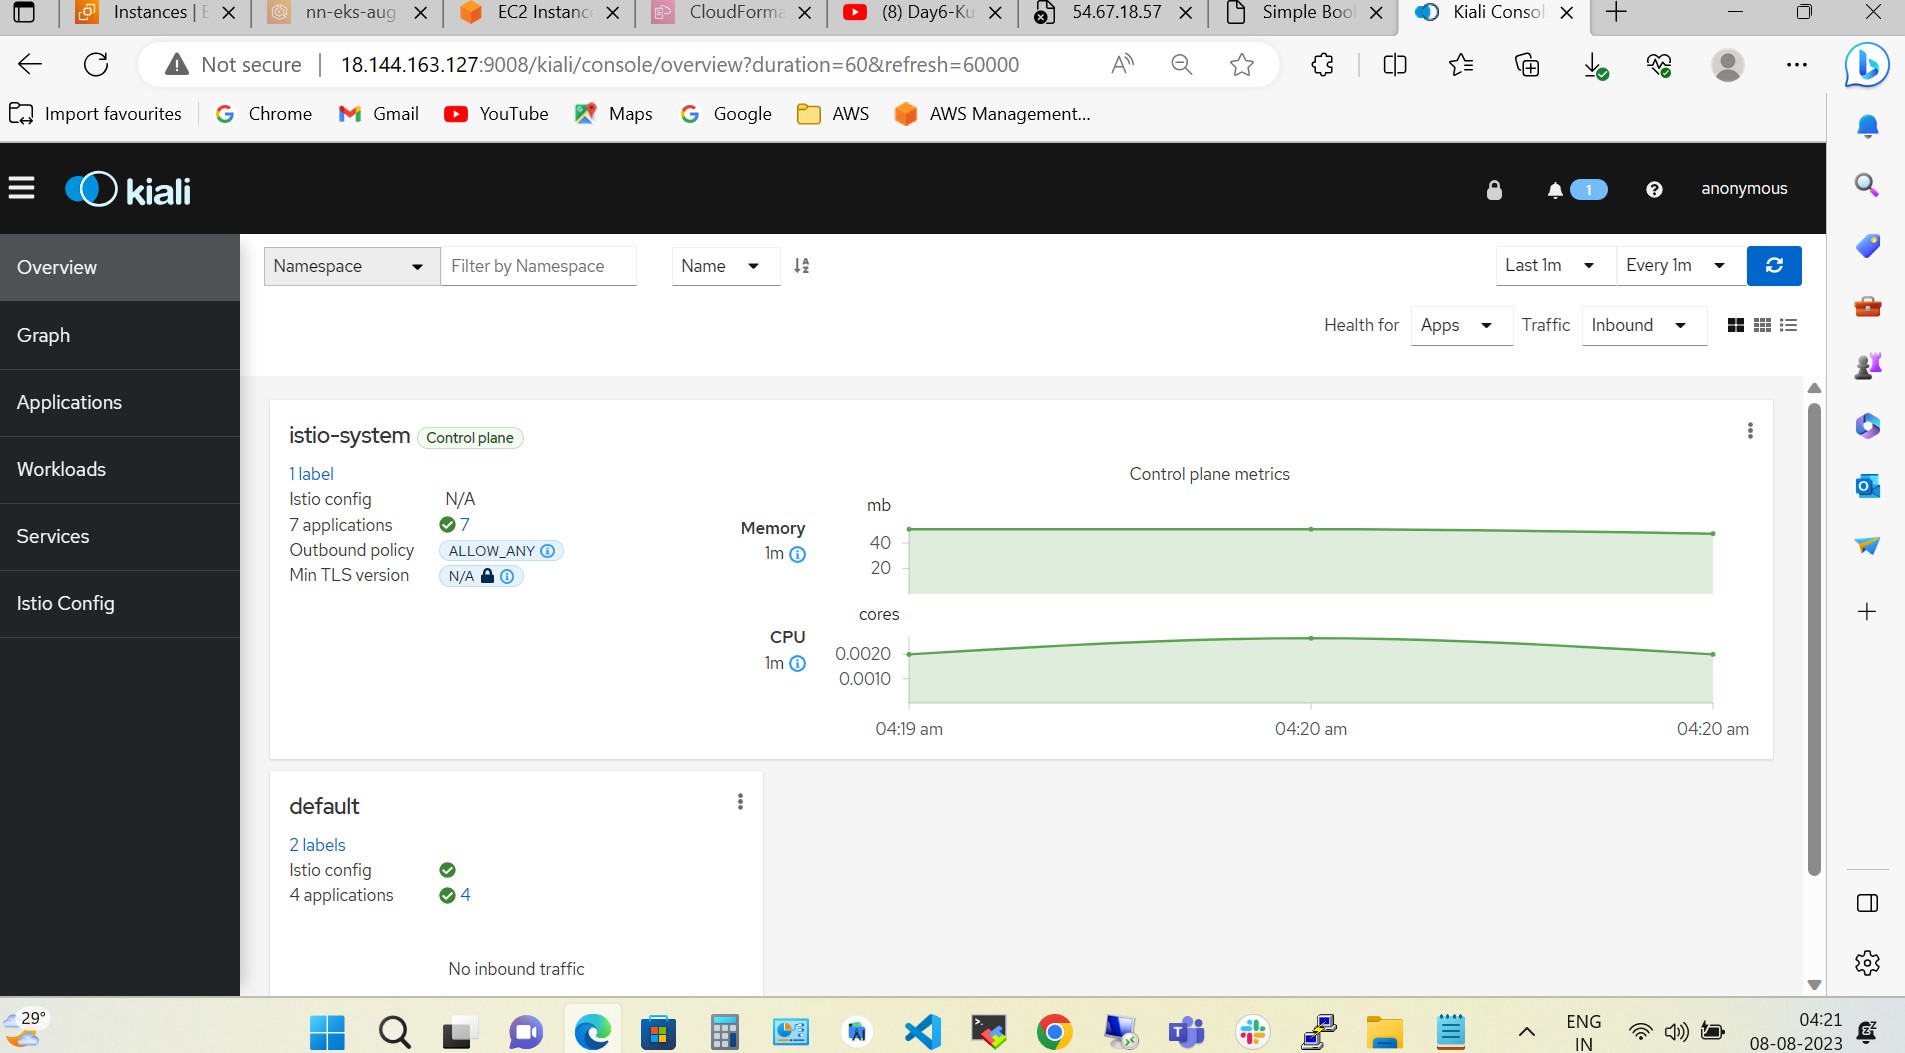 Instances | E
nn-eks-aug
EC2 Instanc
CloudForma
(8) Day6-Ku
54.67.18.57
Simple Boo
Kiali Consol
Not secure
18.144.163.127:9008/kiali/console/overview?duration=60&refresh=60000
Import favourites
Chrome
Gmail
YouTube
Maps
Google
AWS
AWS Management...
kiali
1
anonymous
Overview
Graph
Applications
Workloads
Services
Istio Config
Namespace
Filter by Namespace
Name
Last 1m
Every 1m
Health for
Apps
Traffic
Inbound
istio-system
Control plane
1 label
Istio config N/A
7 applications 7
Outbound policy ALLOW_ANY
Min TLS version N/A
Control plane metrics
mb
Memory
1m
40
20
cores
CPU
1m
0.0020
0.0010
04:19 am
04:20 am
04:20 am
default
2 labels
Istio config
4 applications 4
No inbound traffic
29°
ENG
IN
04:21
08-08-2023